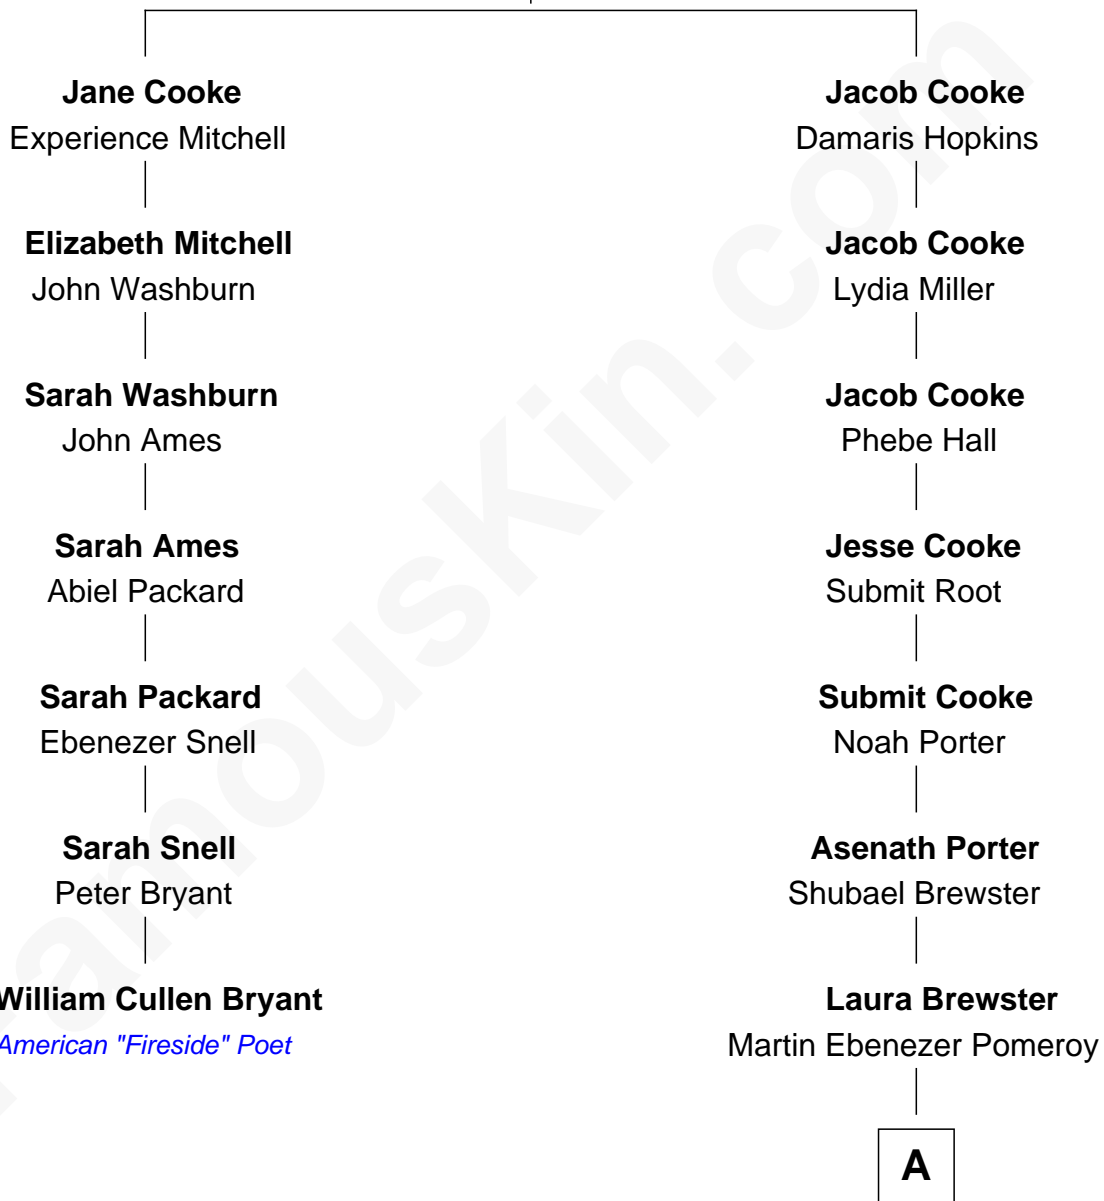 Jane Cooke
Experience Mitchell
Elizabeth Mitchell
John Washburn
Sarah Washburn
John Ames
Sarah Ames
Abiel Packard
Sarah Packard
Ebenezer Snell
Sarah Snell
Peter Bryant
William Cullen Bryant
American "Fireside" Poet
Jacob Cooke
Damaris Hopkins
Jacob Cooke
Lydia Miller
Jacob Cooke
Phebe Hall
Jesse Cooke
Submit Root
Submit Cooke
Noah Porter
Asenath Porter
Shubael Brewster
Laura Brewster
Martin Ebenezer Pomeroy
A
FamousKin.com